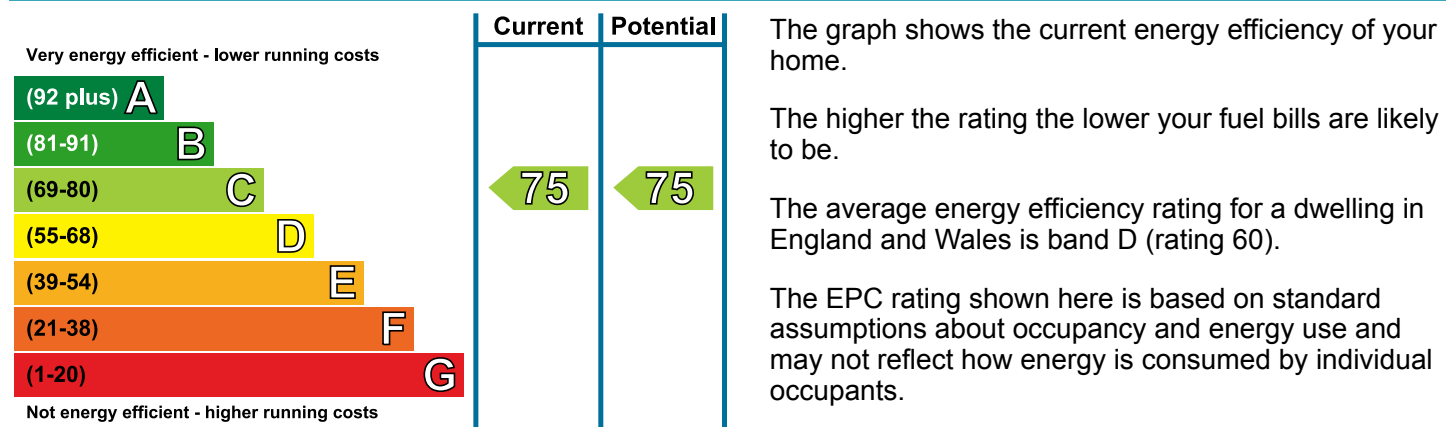 Current Potential
Very energy efficient - lower running costs
(92 plus) A
(81-91) B
(69-80) C 75 75
(55-68) D
(39-54) E
(21-38) F
(1-20) G
Not energy efficient - higher running costs
The graph shows the current energy efficiency of your
home.
The higher the rating the lower your fuel bills are likely
to be.
The average energy efficiency rating for a dwelling in
England and Wales is band D (rating 60).
The EPC rating shown here is based on standard
assumptions about occupancy and energy use and
may not reflect how energy is consumed by individual
occupants.